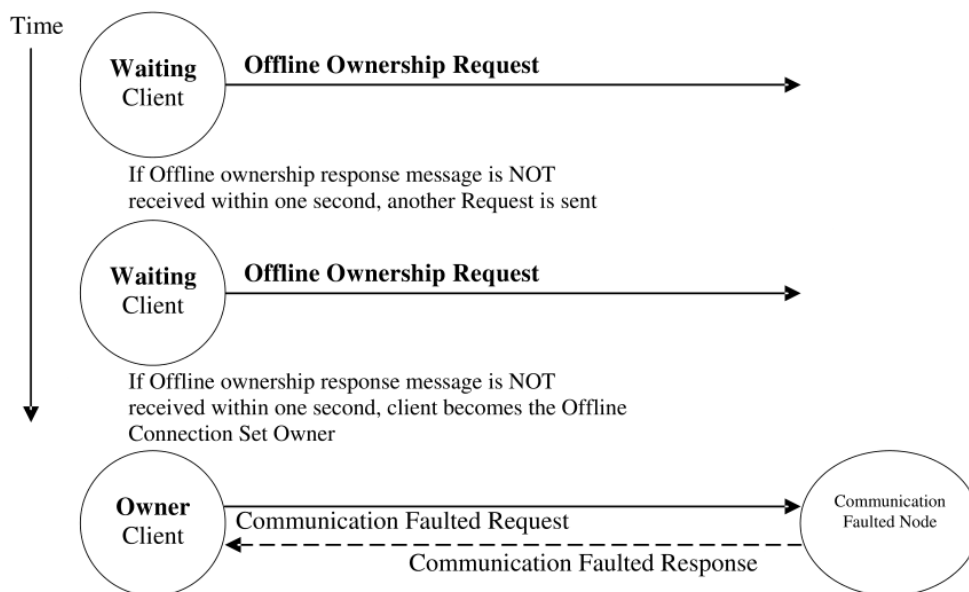 Time
Waiting
Client
Offline Ownership Request
If Offline ownership response message is NOT
received within one second, another Request is sent
Waiting
Client
Offline Ownership Request
If Offline ownership response message is NOT
received within one second, client becomes the Offline
Connection Set Owner
Owner
Client
Communication Faulted Request
Communication Faulted Response
Communication
Faulted Node